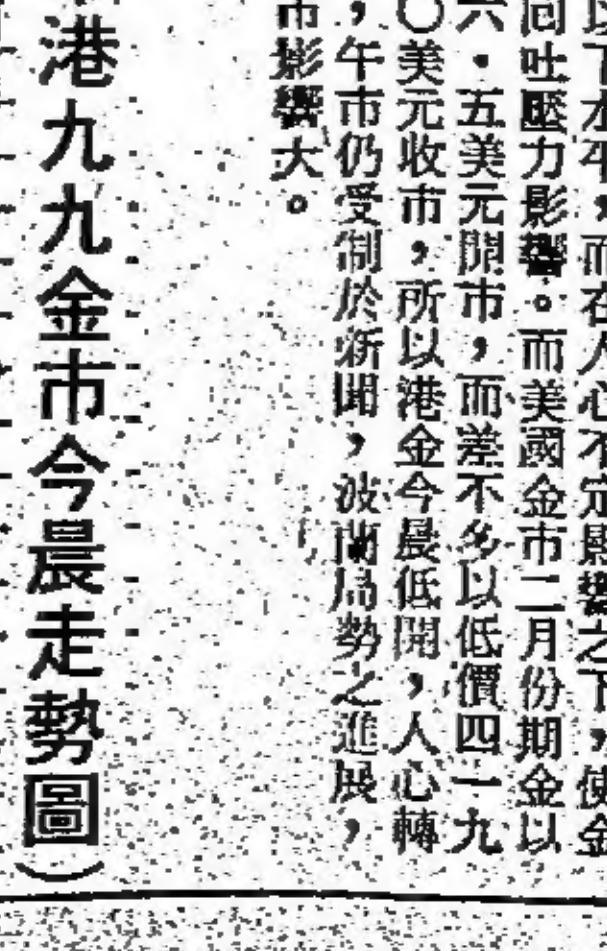 以下水平，而在人心不定影響之下，使金
同吐壓力影響。而美國金市二月份期金以
六．五美元開市，而差不多以低價四一九
〇美元收市，所以港金今晨低開，人心轉
，午市仍受制於新聞，波蘭局勢之進展，
市影響大。
港九九金市今晨走勢圖）